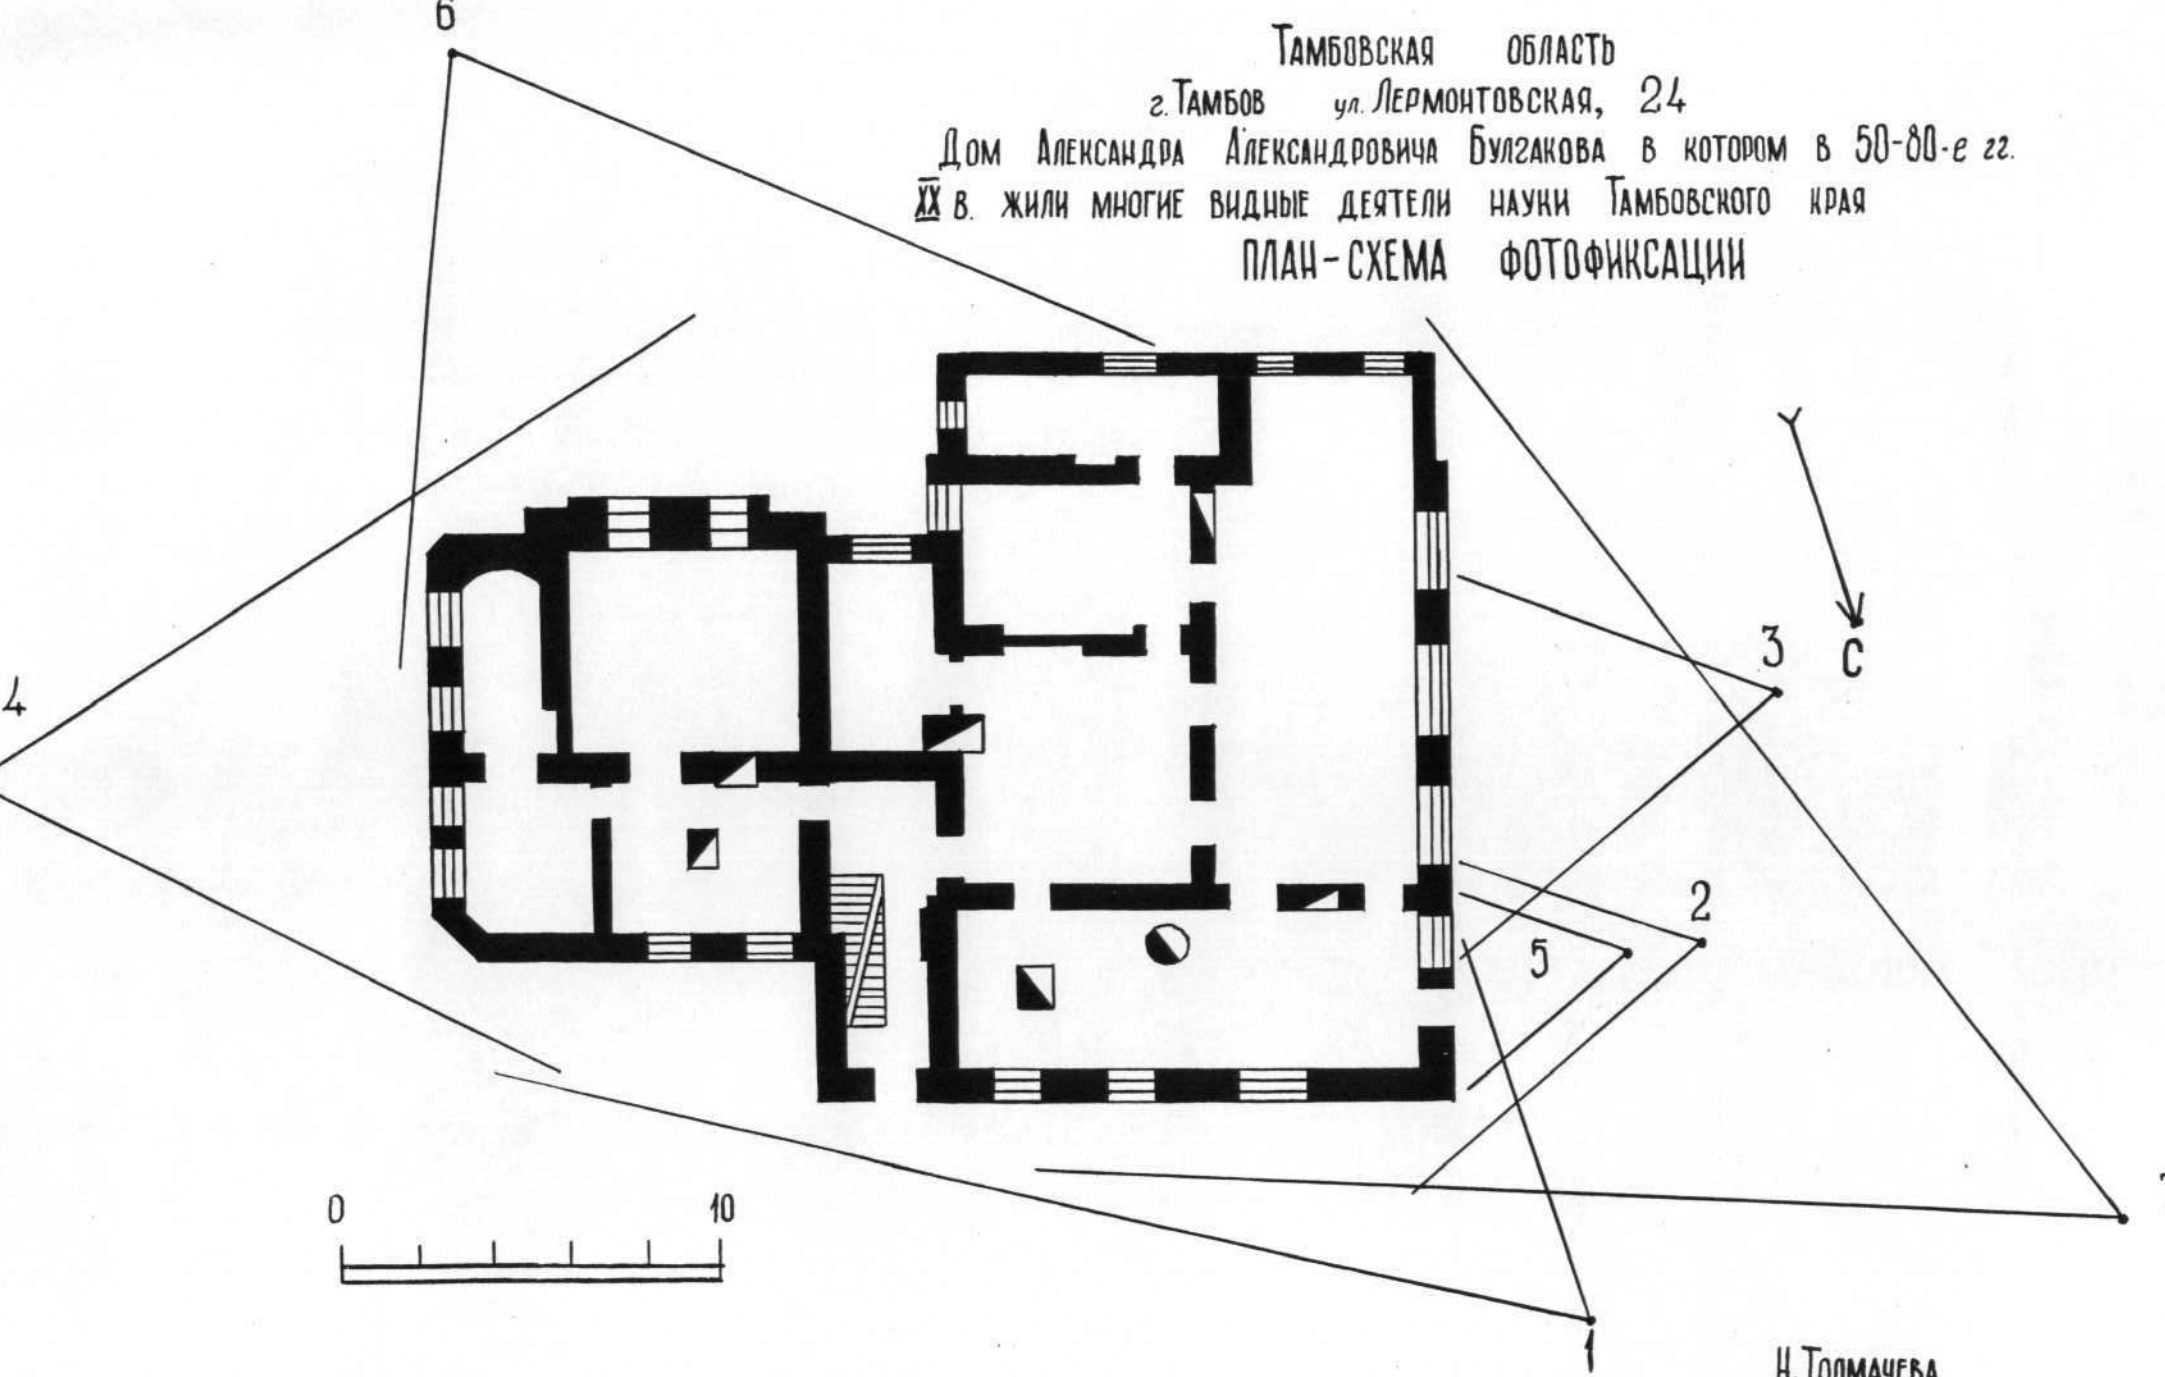 6
Тамбовская область
г. Тамбов ул. Лермонтовская, 24
Дом Александра Александровича Булгакова в котором в 50-80-е гг.
XX в. жили многие видные деятели науки Тамбовского края
ПЛАН-СХЕМА ФОТОФИКСАЦИИ
3
С
4
2
5
0 10
1
Н. Толмачева